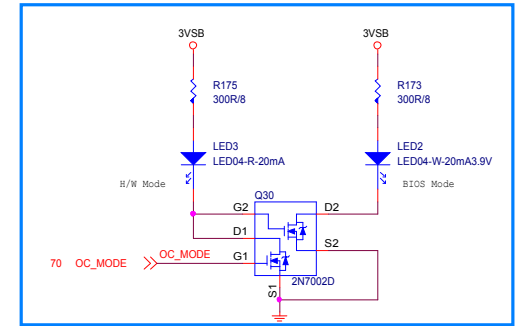 3VSB
3VSB
R175
300R/8
R173
300R/8
LED3
LED04-R-20mA
LED2
LED04-W-20mA3.9V
H/W Mode
BIOS Mode
Q30
G2
D2
D1
S2
70 OC_MODE
OC_MODE
G1
S1
2N7002D